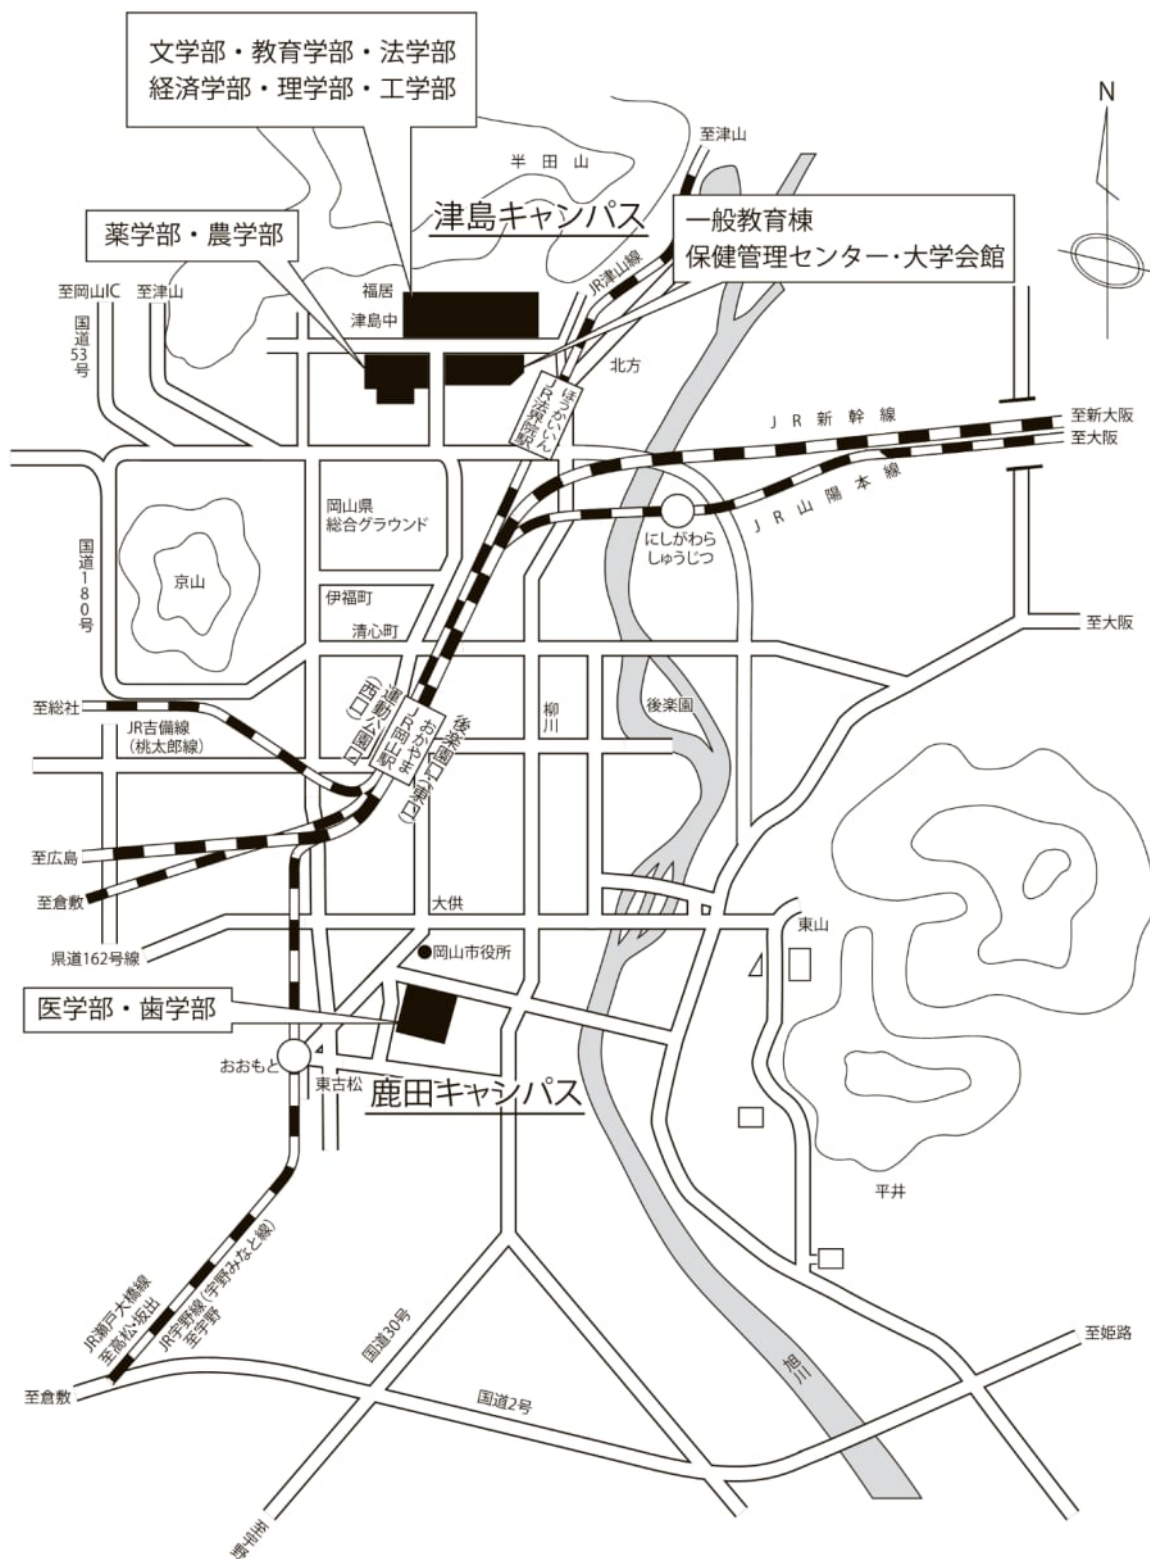 文学部・教育学部・法学部
経済学部・理学部・工学部
N
至津山
半田山
津島キャンパス
一般教育棟
保健管理センター・大学会館
薬学部・農学部
JR津山線
至岡山IC
至津山
福居
津島中
国道53号
北方
ほうかいいん
JR法界院駅
JR新幹線
至新大阪
至大阪
JR山陽本線
岡山県
総合グラウンド
にしがわら
しゅうじつ
国道180号
京山
伊福町
清心町
至大阪
至総社
JR吉備線
(桃太郎線)
運動公園口
(西口)
おかやま
JR岡山駅
後楽園口(東口)
柳川
後楽園
至広島
至倉敷
大供
東山
県道162号線
岡山市役所
医学部・歯学部
おおもと
東古松
鹿田キャンパス
平井
JR瀬戸大橋線
至高松・坂出
JR宇野線(宇野みなと線)
至宇野
国道30号
至姫路
旭川
至倉敷
国道2号
至玉野